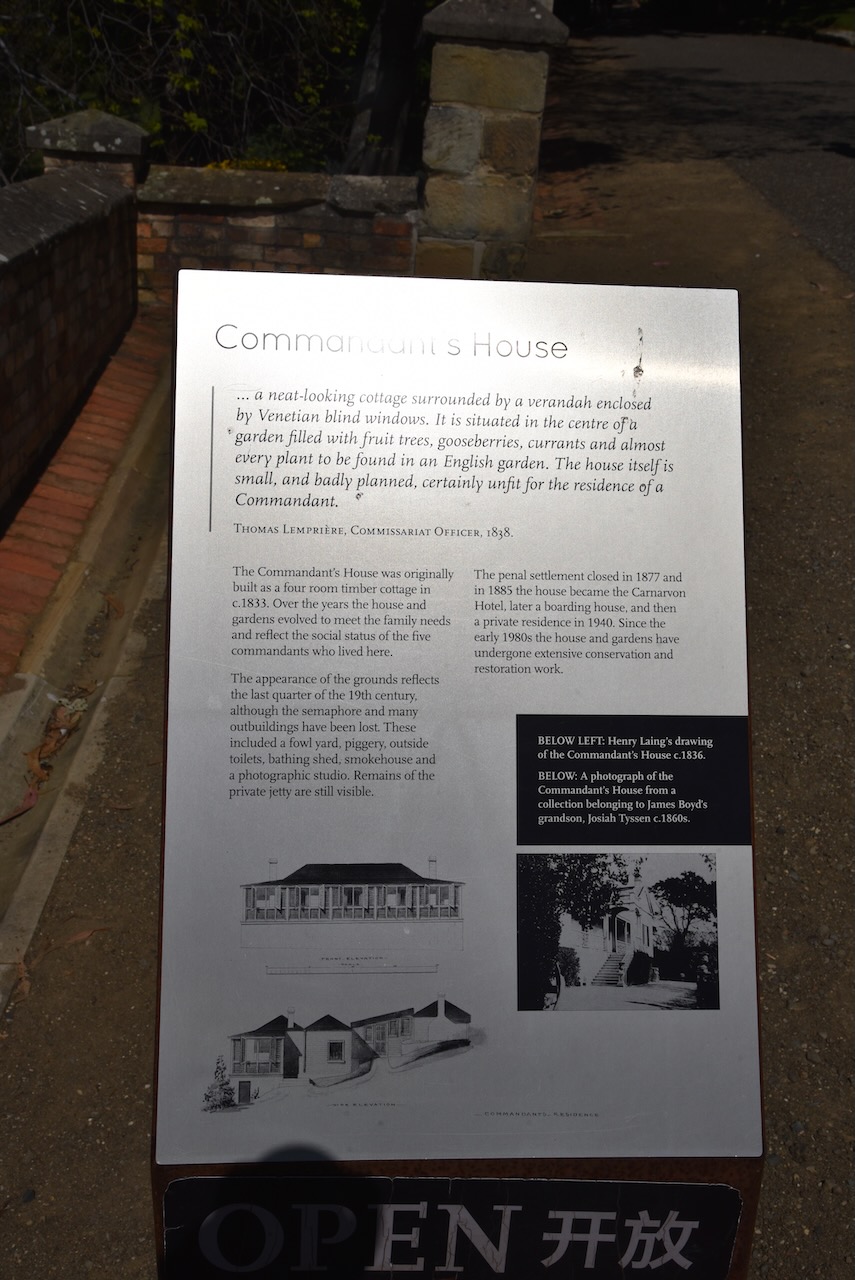 Commandant's House
... a neat-looking cottage surrounded by a verandah enclosed
by Venetian blind windows. It is situated in the centre of a
garden filled with fruit trees, gooseberries, currants and almost
every plant to be found in an English garden. The house itself is
small, and badly planned, certainly unfit for the residence of a
Commandant.
Thomas Lemprière, Commissariat Officer, 1838.
The Commandant's House was originally
built as a four room timber cottage in
c.1833. Over the years the house and
gardens evolved to meet the family needs
and reflect the social status of the five
commandants who lived here.
The appearance of the grounds reflects
the last quarter of the 19th century,
although the semaphore and many
outbuildings have been lost. These
included a fowl yard, piggery, outside
toilets, bathing shed, smokehouse and
a photographic studio. Remains of the
private jetty are still visible.
The penal settlement closed in 1877 and
in 1885 the house became the Carnarvon
Hotel, later a boarding house, and then
a private residence in 1940. Since the
early 1980s the house and gardens have
undergone extensive conservation and
restoration work.
BELOW LEFT: Henry Laing's drawing
of the Commandant's House c.1836.
BELOW: A photograph of the
Commandant's House from a
collection belonging to James Boyd's
grandson, Josiah Tyssen c.1860s.
FRONT ELEVATION
SIDE ELEVATION
COMMANDANTS RESIDENCE
OPEN 开放